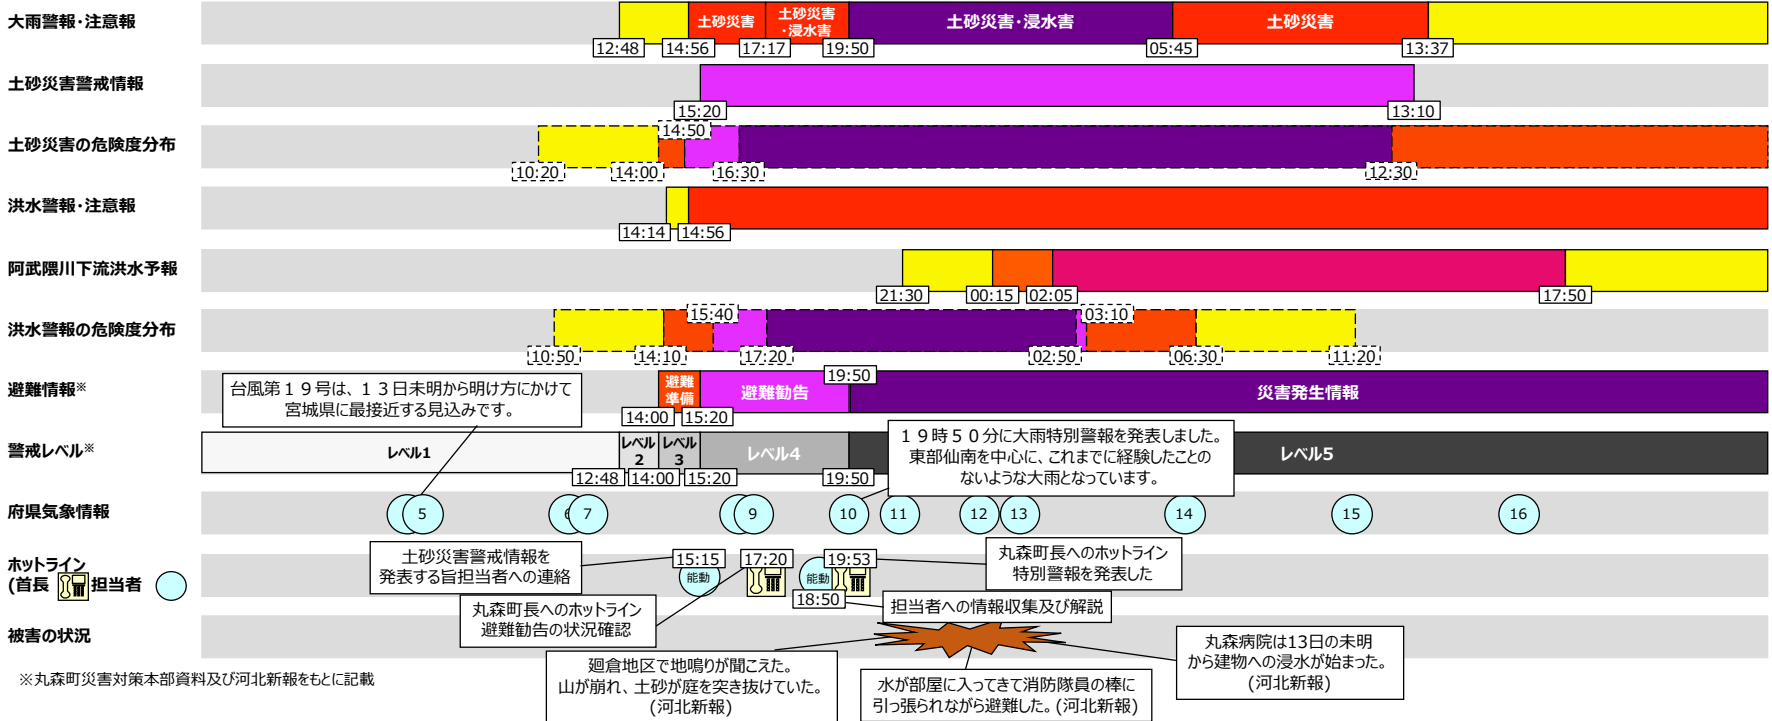 大雨警報・注意報
土砂災害
土砂災害
・浸水害
土砂災害・浸水害
土砂災害
12:48
14:56
17:17
19:50
05:45
13:37
土砂災害警戒情報
15:20
13:10
土砂災害の危険度分布
14:50
10:20
14:00
16:30
12:30
洪水警報・注意報
14:14
14:56
阿武隈川下流洪水予報
21:30
00:15
02:05
17:50
洪水警報の危険度分布
15:40
03:10
10:50
14:10
17:20
02:50
06:30
11:20
避難情報※
台風第１９号は、１３日未明から明け方にかけて
宮城県に最接近する見込みです。
避難
準備
避難勧告
19:50
災害発生情報
14:00
15:20
警戒レベル※
レベル1
レベル
2
レベル
3
レベル4
レベル5
12:48
14:00
15:20
19:50
１９時５０分に大雨特別警報を発表しました。
東部仙南を中心に、これまでに経験したことの
ないような大雨となっています。
府県気象情報
5
6
7
9
10
11
12
13
14
15
16
ホットライン
(首長
担当者
土砂災害警戒情報を
発表する旨担当者への連絡
15:15
能動
17:20
能動
19:53
18:50
丸森町長へのホットライン
特別警報を発表した
丸森町長へのホットライン
避難勧告の状況確認
担当者への情報収集及び解説
被害の状況
廻倉地区で地鳴りが聞こえた。
山が崩れ、土砂が庭を突き抜けていた。
(河北新報)
水が部屋に入ってきて消防隊員の棒に
引っ張られながら避難した。(河北新報)
丸森病院は13日の未明
から建物への浸水が始まった。
(河北新報)
※丸森町災害対策本部資料及び河北新報をもとに記載